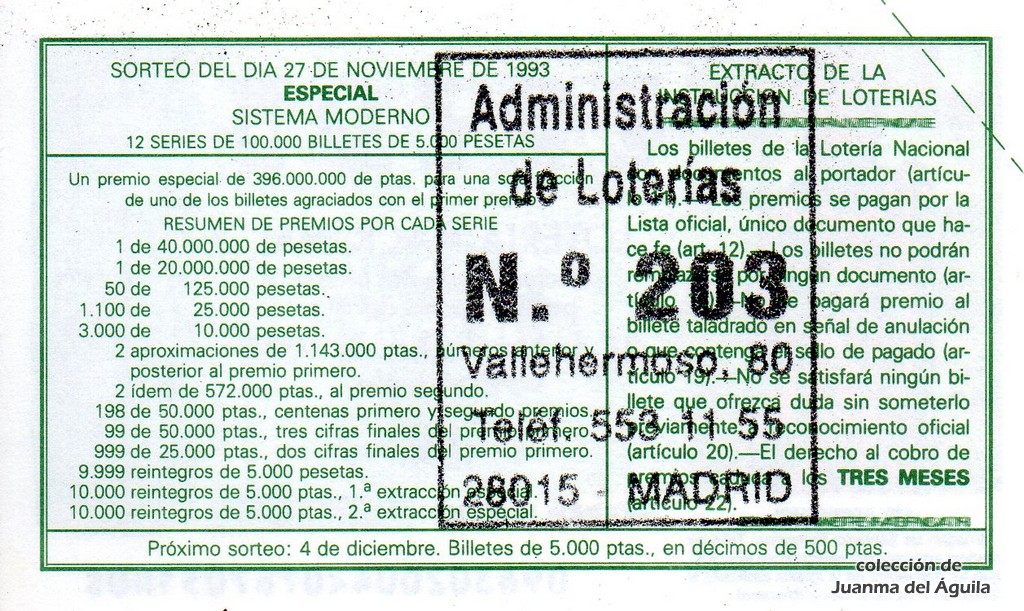 SORTEO DEL DIA 27 DE NOVIEMBRE DE 1993
ESPECIAL
SISTEMA MODERNO
12 SERIES DE 100.000 BILLETES DE 5.000 PESETAS
Un premio especial de 396.000.000 de ptas. para una sola fracción
de uno de los billetes agraciados con el primer premio
RESUMEN DE PREMIOS POR CADA SERIE
1 de 40.000.000 de pesetas.
1 de 20.000.000 de pesetas.
50 de 125.000 pesetas.
1.100 de 25.000 pesetas.
3.000 de 10.000 pesetas.
2 aproximaciones de 1.143.000 ptas., números anterior y
posterior al premio primero.
2 ídem de 572.000 ptas., al premio segundo.
198 de 50.000 ptas., centenas primero y segundo premios.
99 de 50.000 ptas., tres cifras finales del premio primero.
999 de 25.000 ptas., dos cifras finales del premio primero.
9.999 reintegros de 5.000 pesetas.
10.000 reintegros de 5.000 ptas., 1.ª extracción especial.
10.000 reintegros de 5.000 ptas., 2.ª extracción especial.
EXTRACTO DE LA
INSTRUCCION DE LOTERIAS
Los billetes de la Lotería Nacional
son documentos al portador (artícu-
lo Los premios se pagan por la
Lista oficial, único documento que ha-
ce fe (art. 12).—Los billetes no podrán
remplazarse por ningún documento (ar-
tículo No se pagará premio al
billete taladrado en señal de anulación
o que contenga el sello de pagado (ar-
tículo 19).—No se satisfará ningún bi-
llete que ofrezca duda sin someterlo
previamente a reconocimiento oficial
(artículo 20).—El derecho al cobro de
premios caduca a los TRES MESES
(artículo 22).
Próximo sorteo: 4 de diciembre. Billetes de 5.000 ptas., en décimos de 500 ptas.
Administración
de Loterías
N.º 203
Vallehermoso, 80
Teléf. 553 11 55
28015 - MADRID
colección de
Juanma del Águila